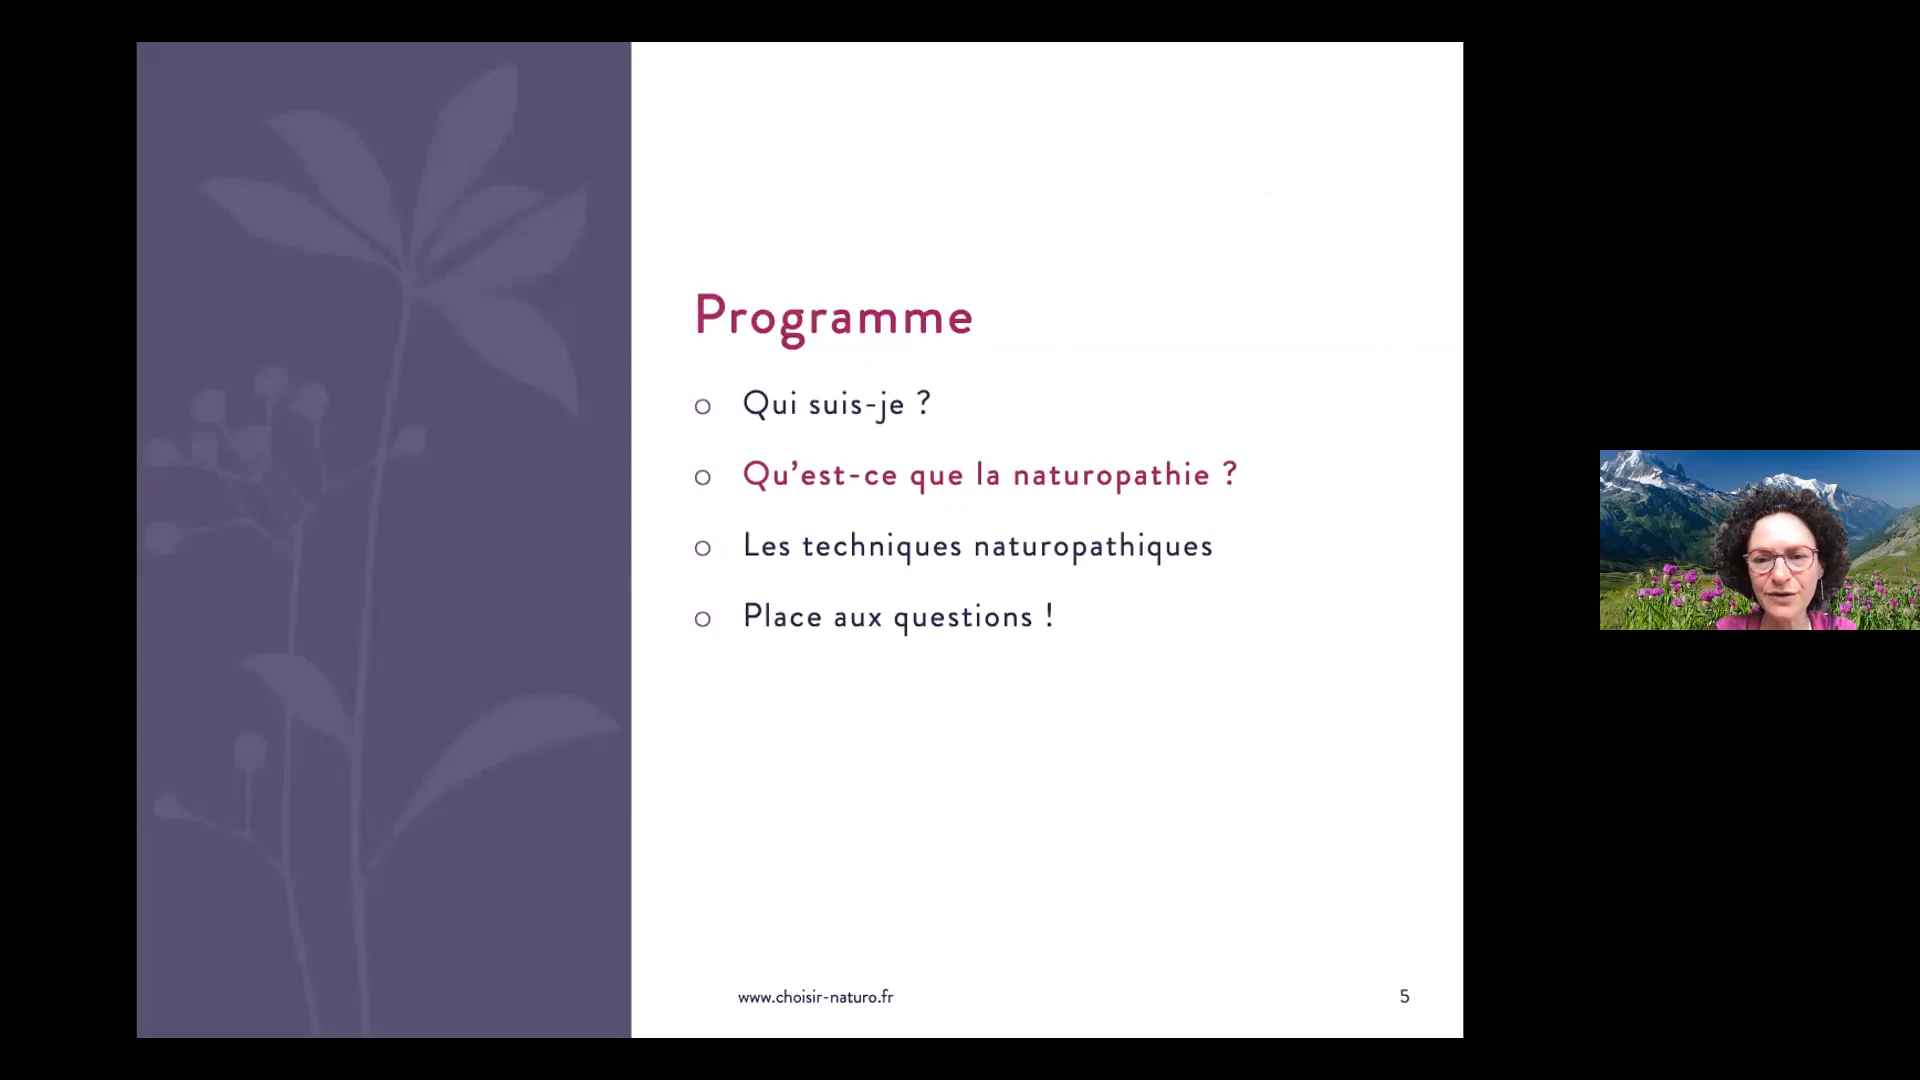 Programme
Qui suis-je ?
Qu’est-ce que la naturopathie ?
Les techniques naturopathiques
Place aux questions !
www.choisir-naturo.fr
5